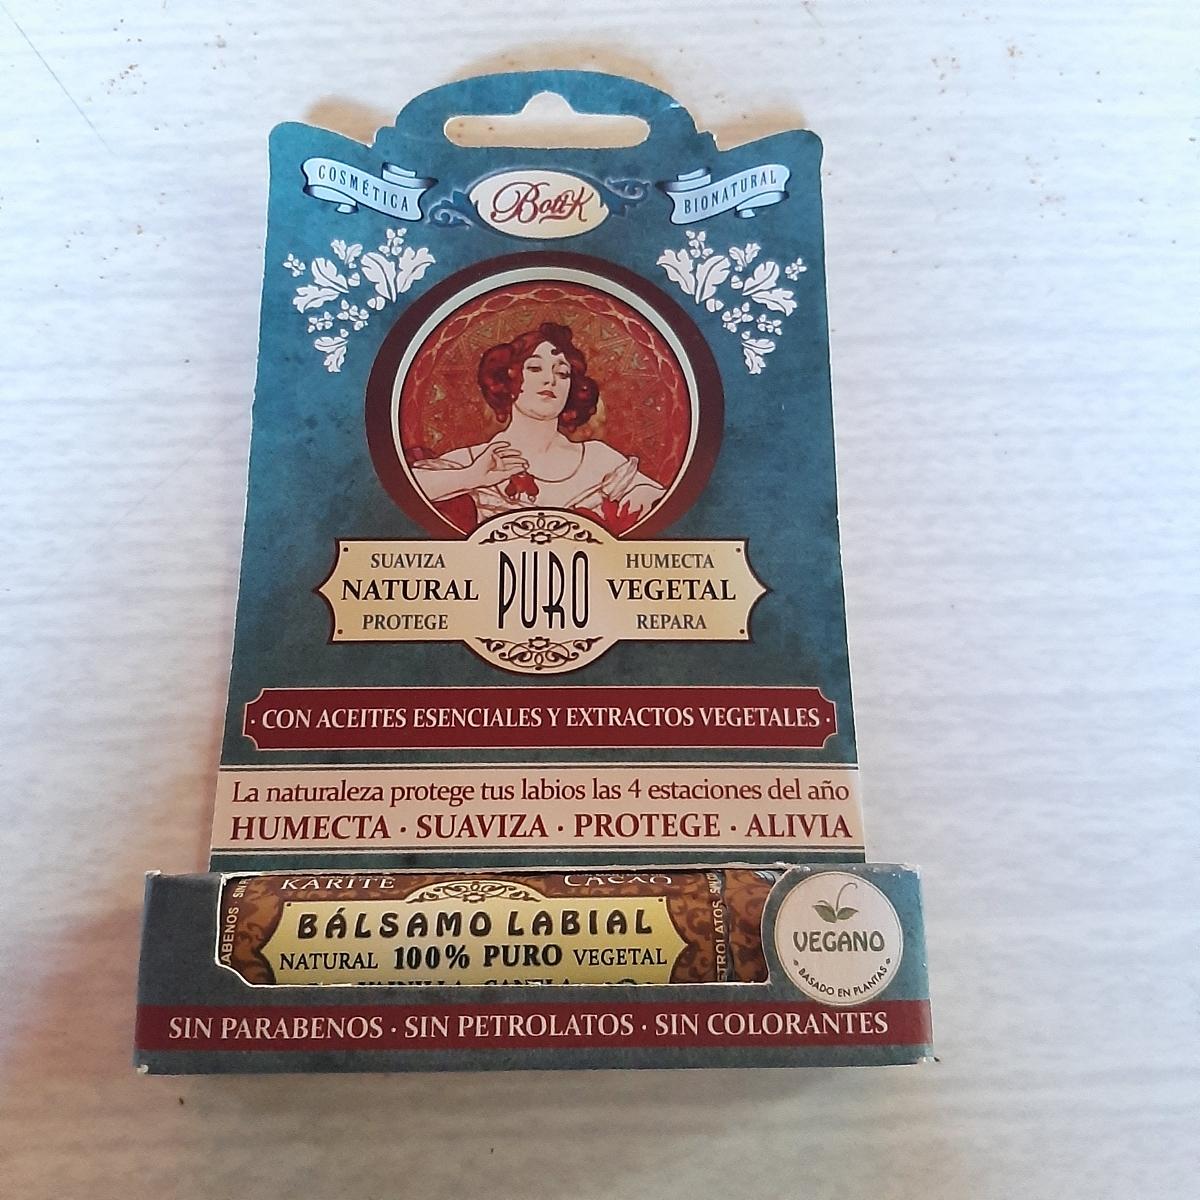 COSMÉTICA
Botik
BIONATURAL
SUAVIZA
NATURAL
PROTEGE
PURO
HUMECTA
VEGETAL
REPARA
· CON ACEITES ESENCIALES Y EXTRACTOS VEGETALES ·
La naturaleza protege tus labios las 4 estaciones del año
HUMECTA · SUAVIZA · PROTEGE · ALIVIA
KARITÉ
CACAO
BÁLSAMO LABIAL
NATURAL 100% PURO VEGETAL
VEGANO
• BASADO EN PLANTAS •
SIN PARABENOS · SIN PETROLATOS · SIN COLORANTES